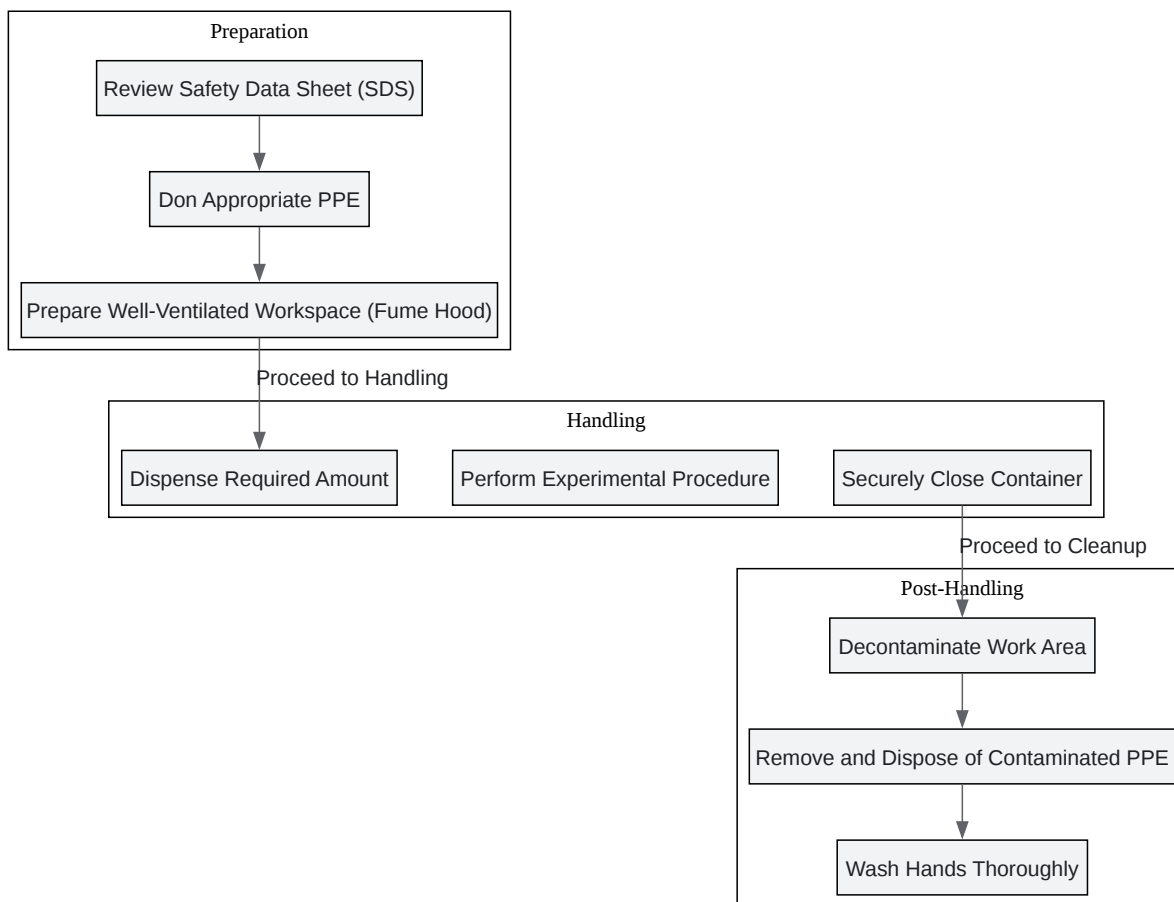 Preparation
Review Safety Data Sheet (SDS)
Don Appropriate PPE
Prepare Well-Ventilated Workspace (Fume Hood)
Proceed to Handling
Handling
Dispense Required Amount
Perform Experimental Procedure
Securely Close Container
Proceed to Cleanup
Post-Handling
Decontaminate Work Area
Remove and Dispose of Contaminated PPE
Wash Hands Thoroughly